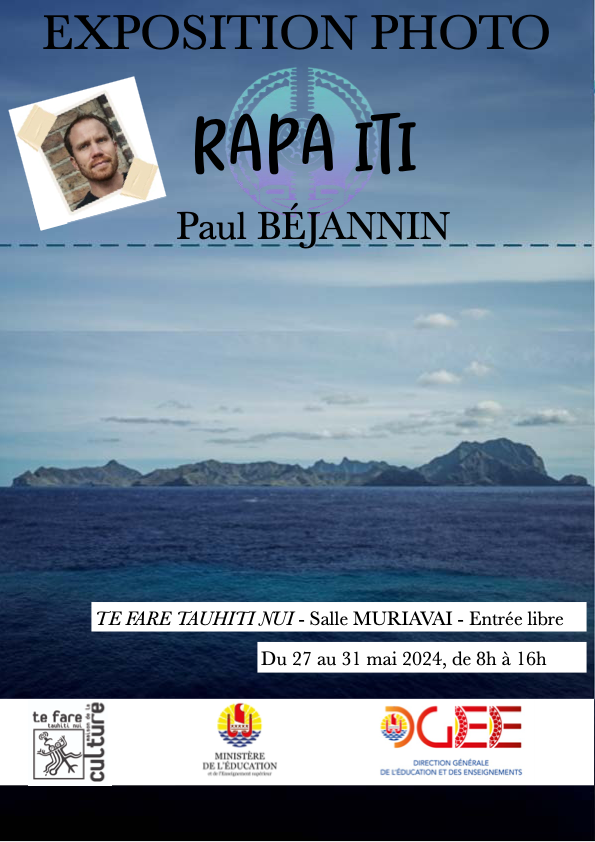 EXPOSITION PHOTO
RAPA ITI
Paul BÉJANNIN
TE FARE TAUHITI NUI - Salle MURIAVAI - Entrée libre
Du 27 au 31 mai 2024, de 8h à 16h
te fare
tauhiti nui
maison de la
culture
MINISTÈRE
DE L'ÉDUCATION
et de l'Enseignement supérieur
DGEE
DIRECTION GÉNÉRALE
DE L'ÉDUCATION ET DES ENSEIGNEMENTS